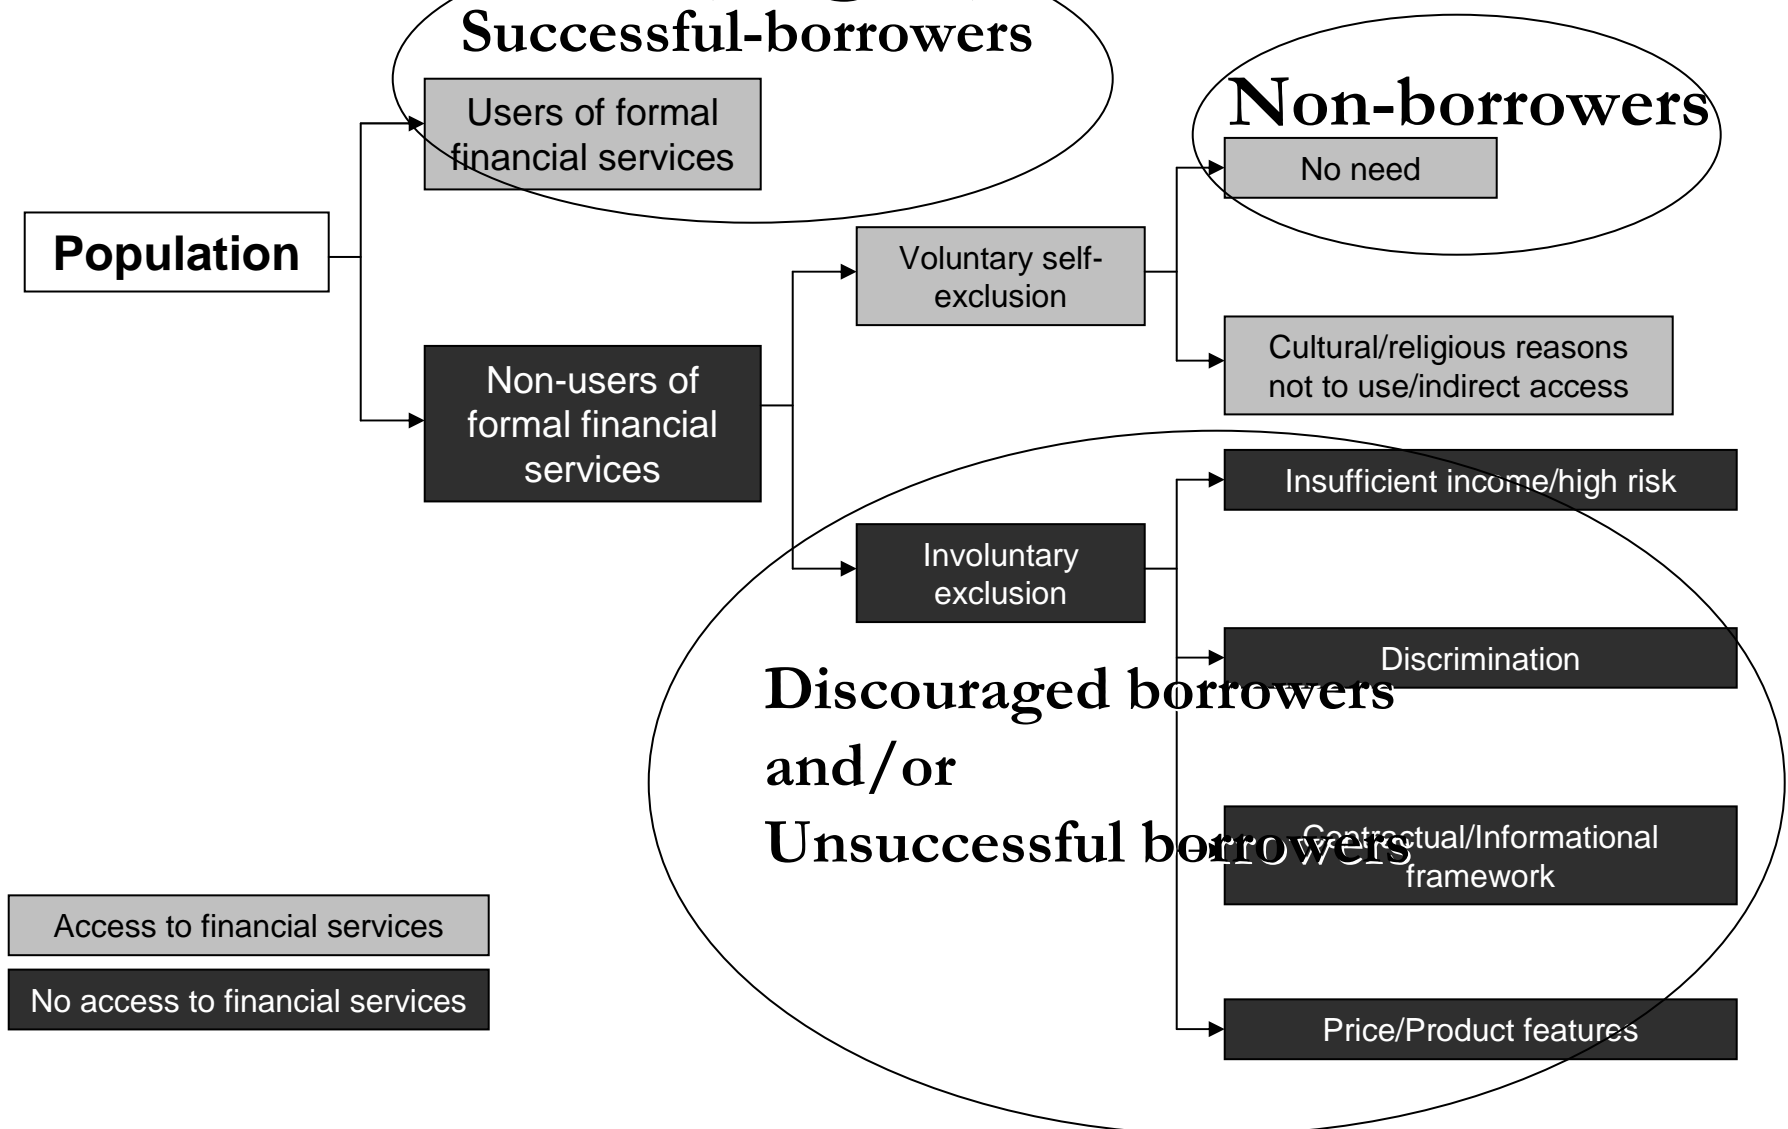 Successful-borrowers
Users of formal
financial services
Non-borrowers
No need
Population
Voluntary self-
exclusion
Cultural/religious reasons
not to use/indirect access
Non-users of
formal financial
services
Insufficient income/high risk
Involuntary
exclusion
Discrimination
Discouraged borrowers
and/or
Unsuccessful borrowers
Contractual/Informational
framework
Access to financial services
No access to financial services
Price/Product features